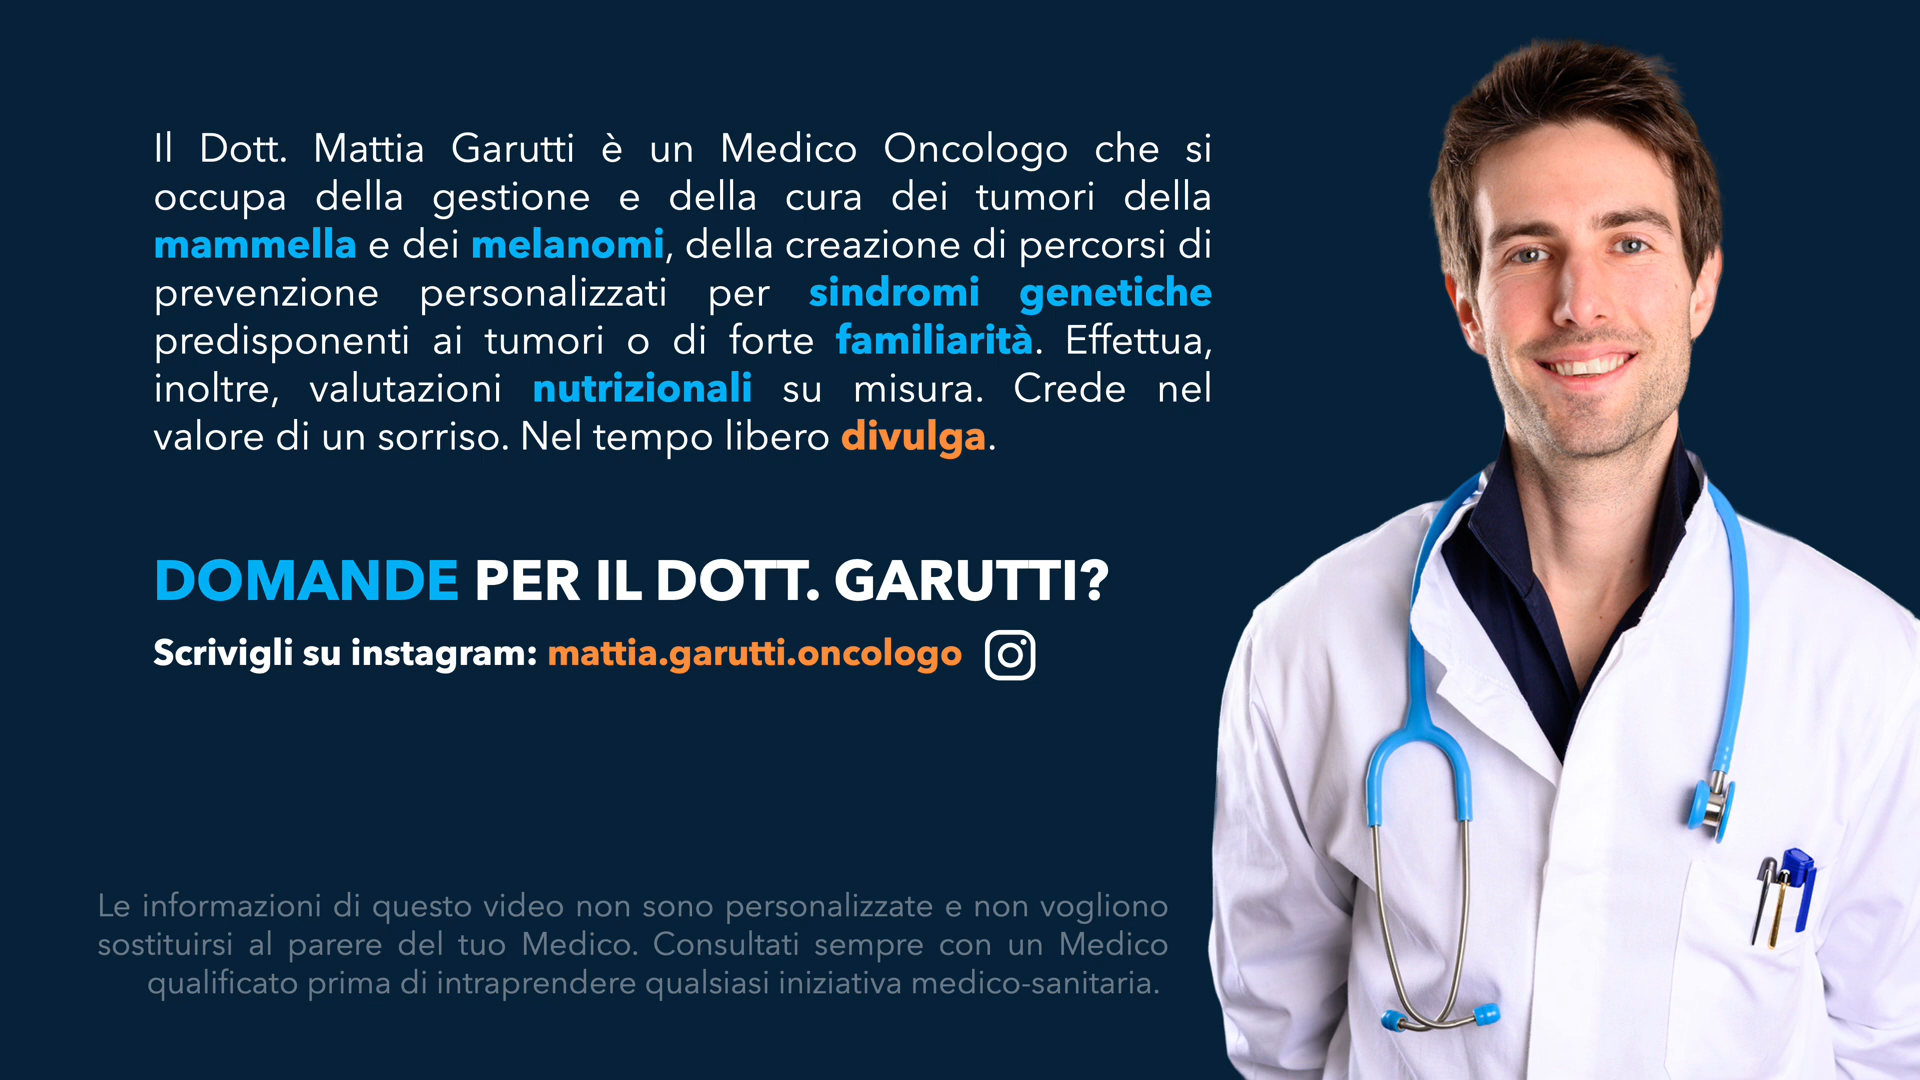 Il Dott. Mattia Garutti è un Medico Oncologo che si
occupa della gestione e della cura dei tumori della
mammella e dei melanomi, della creazione di percorsi di
prevenzione personalizzati per sindromi genetiche
predisponenti ai tumori o di forte familiarità. Effettua,
inoltre, valutazioni nutrizionali su misura. Crede nel
valore di un sorriso. Nel tempo libero divulga.
DOMANDE PER IL DOTT. GARUTTI?
Scrivigli su instagram: mattia.garutti.oncologo
Le informazioni di questo video non sono personalizzate e non vogliono
sostituirsi al parere del tuo Medico. Consultati sempre con un Medico
qualificato prima di intraprendere qualsiasi iniziativa medico-sanitaria.